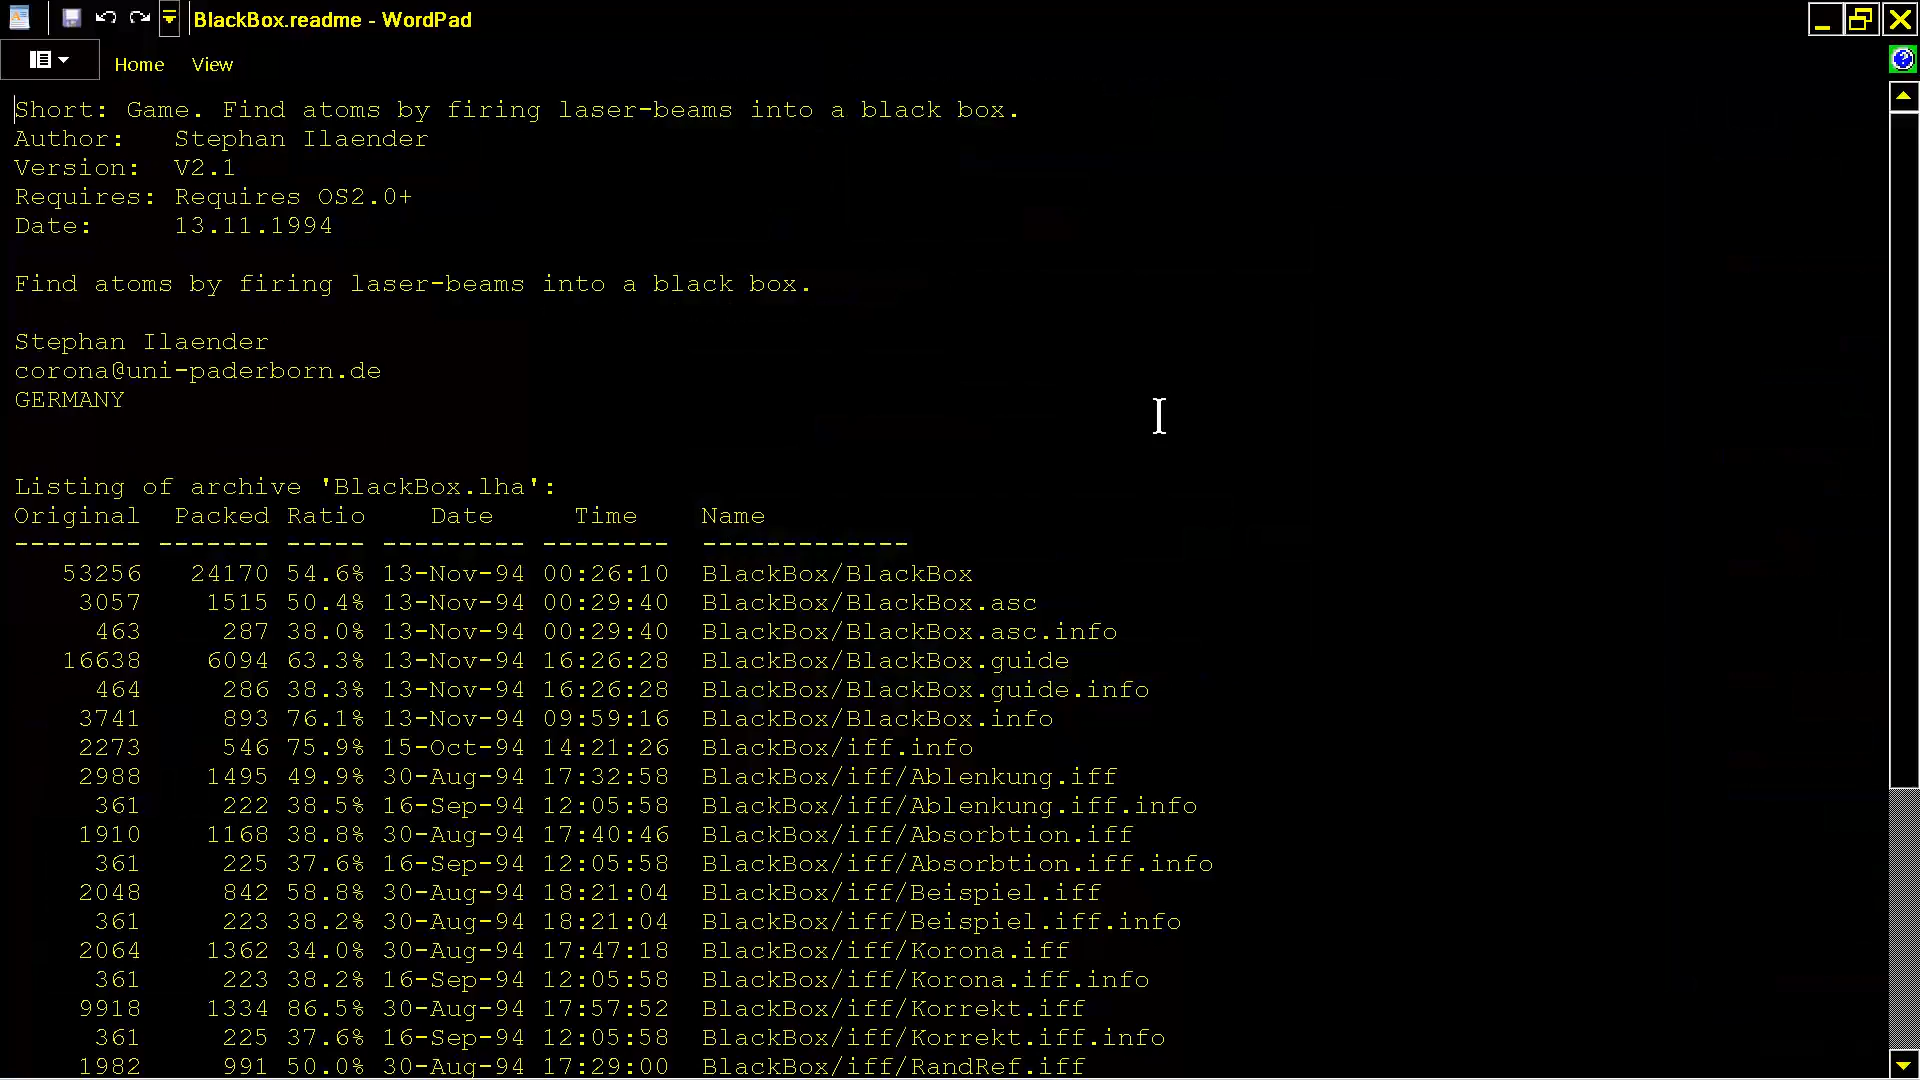 BlackBox.readme - WordPad
Home View
Short: Game. Find atoms by firing laser-beams into a black box.
Author:   Stephan Ilaender
Version:  V2.1
Requires: Requires OS2.0+
Date:     13.11.1994
Find atoms by firing laser-beams into a black box.
Stephan Ilaender
corona@uni-paderborn.de
GERMANY
Listing of archive 'BlackBox.lha':
Original  Packed Ratio    Date       Time     Name
-------- ------- ----- --------- --------  -------------
   53256   24170 54.6% 13-Nov-94 00:26:10  BlackBox/BlackBox
    3057    1515 50.4% 13-Nov-94 00:29:40  BlackBox/BlackBox.asc
     463     287 38.0% 13-Nov-94 00:29:40  BlackBox/BlackBox.asc.info
   16638    6094 63.3% 13-Nov-94 16:26:28  BlackBox/BlackBox.guide
     464     286 38.3% 13-Nov-94 16:26:28  BlackBox/BlackBox.guide.info
    3741     893 76.1% 13-Nov-94 09:59:16  BlackBox/BlackBox.info
    2273     546 75.9% 15-Oct-94 14:21:26  BlackBox/iff.info
    2988    1495 49.9% 30-Aug-94 17:32:58  BlackBox/iff/Ablenkung.iff
     361     222 38.5% 16-Sep-94 12:05:58  BlackBox/iff/Ablenkung.iff.info
    1910    1168 38.8% 30-Aug-94 17:40:46  BlackBox/iff/Absorbtion.iff
     361     225 37.6% 16-Sep-94 12:05:58  BlackBox/iff/Absorbtion.iff.info
    2048     842 58.8% 30-Aug-94 18:21:04  BlackBox/iff/Beispiel.iff
     361     223 38.2% 30-Aug-94 18:21:04  BlackBox/iff/Beispiel.iff.info
    2064    1362 34.0% 30-Aug-94 17:47:18  BlackBox/iff/Korona.iff
     361     223 38.2% 16-Sep-94 12:05:58  BlackBox/iff/Korona.iff.info
    9918    1334 86.5% 30-Aug-94 17:57:52  BlackBox/iff/Korrekt.iff
     361     225 37.6% 16-Sep-94 12:05:58  BlackBox/iff/Korrekt.iff.info
    1982     991 50.0% 30-Aug-94 17:29:00  BlackBox/iff/RandRef.iff